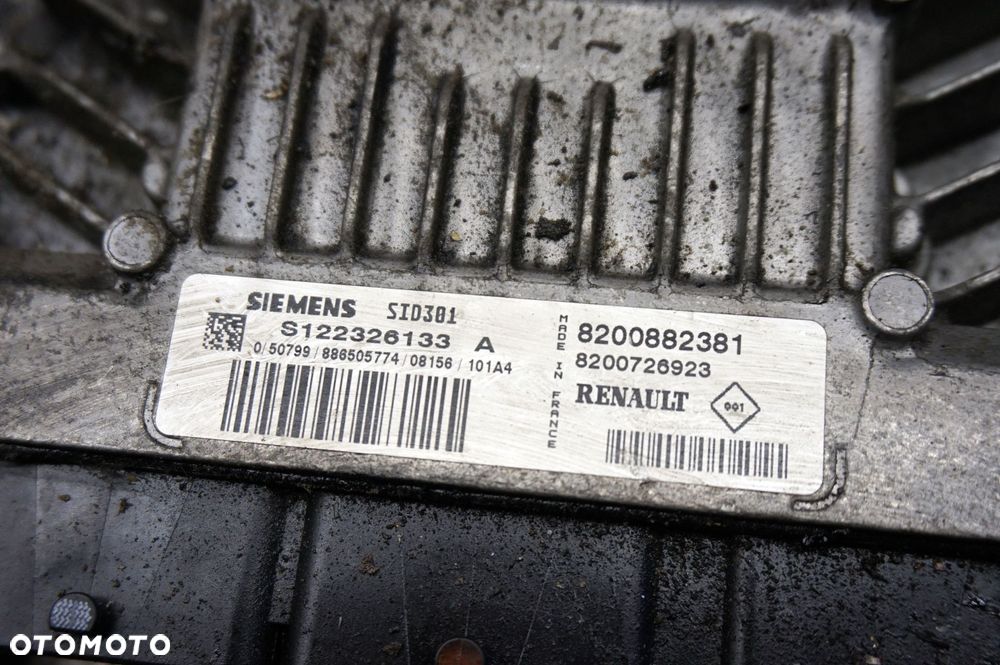 SIEMENS SID301
S122326133 A
0/50799/886505774/08156/101A4
MADE IN FRANCE
8200882381
8200726923
RENAULT 001
OTOMOTO